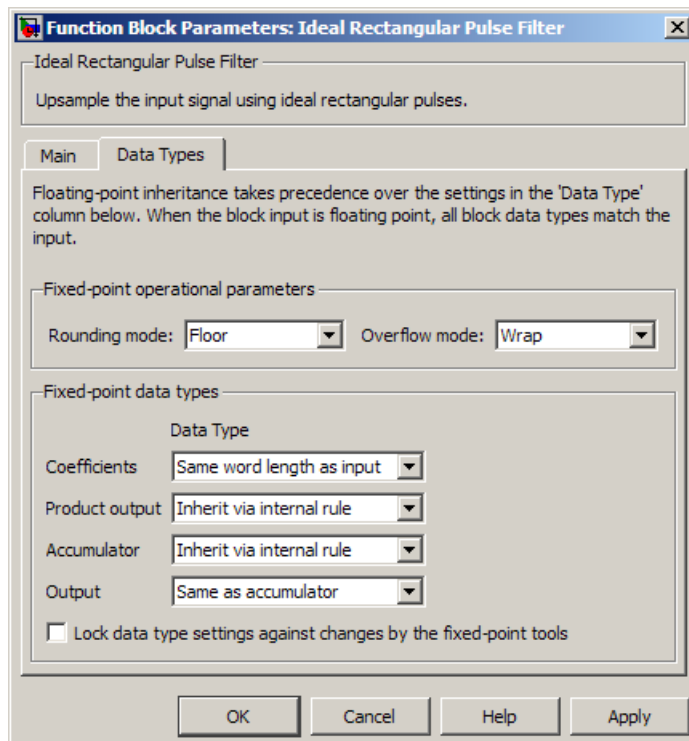 Function Block Parameters: Ideal Rectangular Pulse Filter
Ideal Rectangular Pulse Filter
Upsample the input signal using ideal rectangular pulses.
Main Data Types
Floating-point inheritance takes precedence over the settings in the 'Data Type'
column below. When the block input is floating point, all block data types match the
input.
Fixed-point operational parameters
Rounding mode: Floor Overflow mode: Wrap
Fixed-point data types
Data Type
Coefficients Same word length as input
Product output Inherit via internal rule
Accumulator Inherit via internal rule
Output Same as accumulator
Lock data type settings against changes by the fixed-point tools
OK Cancel Help Apply